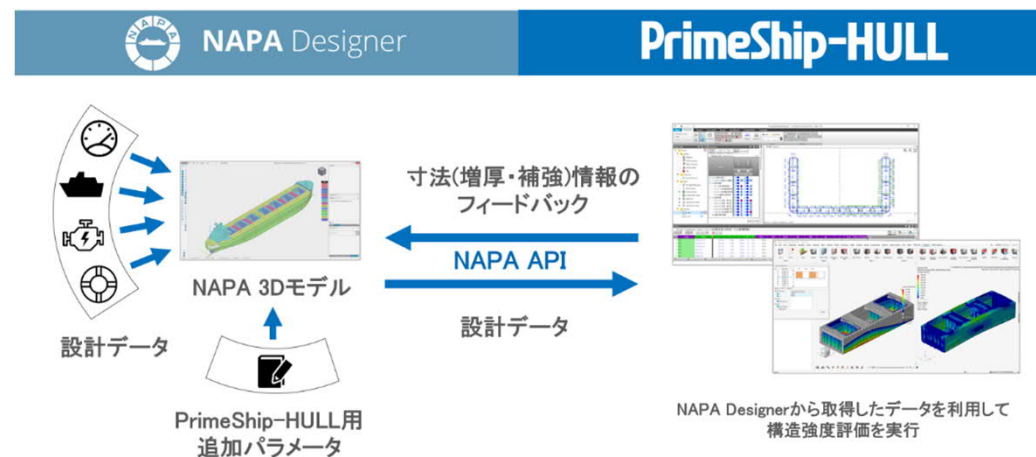 NAPA
NAPA Designer
PrimeShip-HULL
寸法(増厚・補強)情報の
フィードバック
NAPA API
設計データ
NAPA 3Dモデル
設計データ
PrimeShip-HULL用
追加パラメータ
NAPA Designerから取得したデータを利用して
構造強度評価を実行